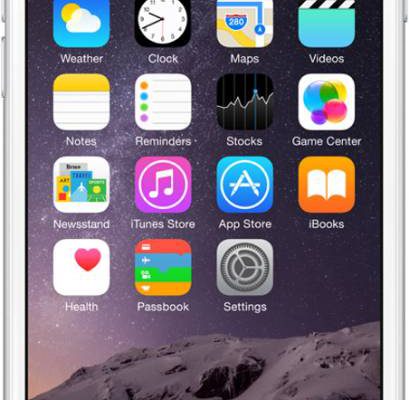 Weather Clock Maps Videos
280
Notes Reminders Stocks Game Center
Newsstand iTunes Store App Store iBooks
Health Passbook Settings